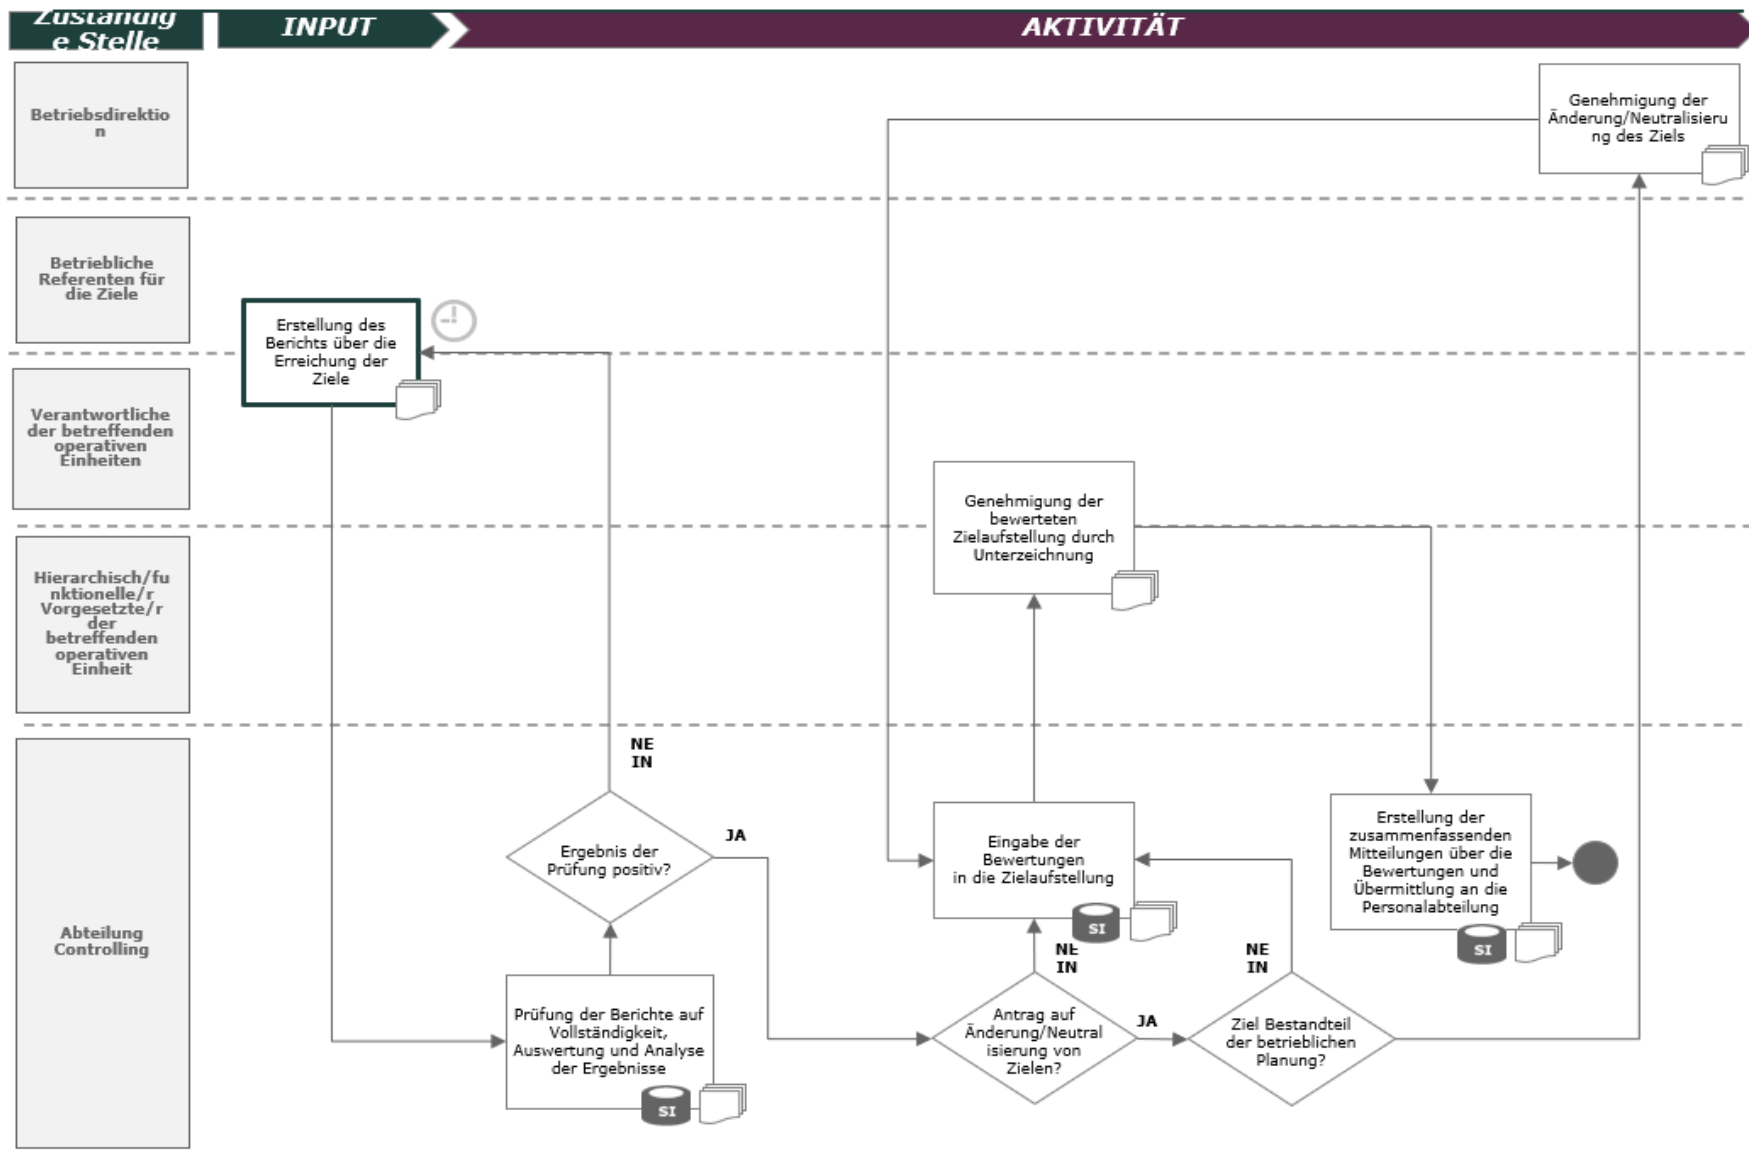 Zuständig
e Stelle
INPUT
AKTIVITÄT
Betriebsdirektio
n
Genehmigung der
Änderung/Neutralisieru
ng des Ziels
Betriebliche
Referenten für
die Ziele
Erstellung des
Berichts über die
Erreichung der
Ziele
Verantwortliche
der betreffenden
operativen
Einheiten
Genehmigung der
bewerteten
Zielaufstellung durch
Unterzeichnung
Hierarchisch/fu
nktionelle/r
Vorgesetzte/r
der
betreffenden
operativen
Einheit
Abteilung
Controlling
NE
IN
Ergebnis der
Prüfung positiv?
JA
Prüfung der Berichte auf
Vollständigkeit,
Auswertung und Analyse
der Ergebnisse
SI
Eingabe der
Bewertungen
in die Zielaufstellung
SI
NE
IN
Antrag auf
Änderung/Neutral
isierung von
Zielen?
JA
NE
IN
Ziel Bestandteil
der betrieblichen
Planung?
Erstellung der
zusammenfassenden
Mitteilungen über die
Bewertungen und
Übermittlung an die
Personalabteilung
SI